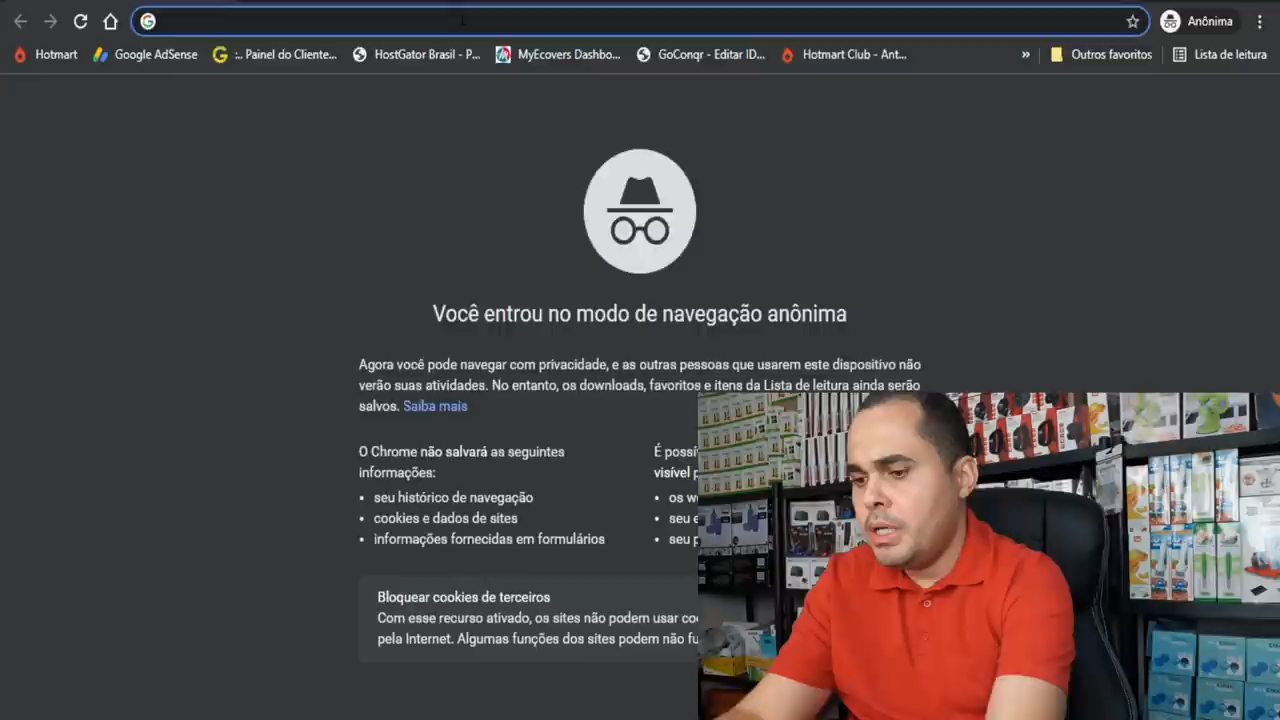 Anônima
Hotmart
Google AdSense
:.. Painel do Cliente...
HostGator Brasil - P...
MyEcovers Dashbo...
GoConqr - Editar ID...
Hotmart Club - Ant...
»
Outros favoritos
Lista de leitura
Você entrou no modo de navegação anônima
Agora você pode navegar com privacidade, e as outras pessoas que usarem este dispositivo não
verão suas atividades. No entanto, os downloads, favoritos e itens da Lista de leitura ainda serão
salvos. Saiba mais
O Chrome não salvará as seguintes
informações:
• seu histórico de navegação
• cookies e dados de sites
• informações fornecidas em formulários
É possí
visível p
• os w
• seu e
• seu p
Bloquear cookies de terceiros
Com esse recurso ativado, os sites não podem usar co
pela Internet. Algumas funções dos sites podem não fu